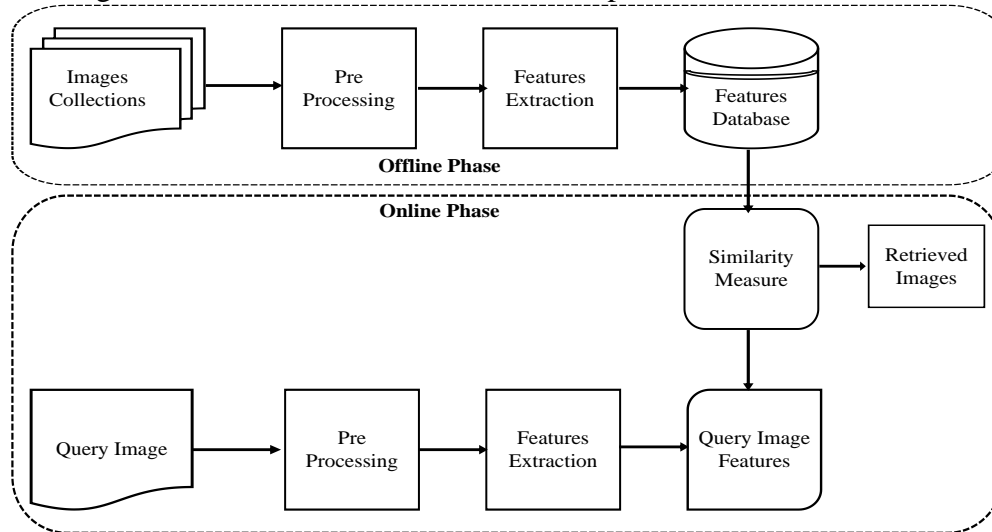 Images
Collections
Pre
Processing
Features
Extraction
Features
Database
Offline Phase
Online Phase
Similarity
Measure
Retrieved
Images
Query Image
Pre
Processing
Features
Extraction
Query Image
Features